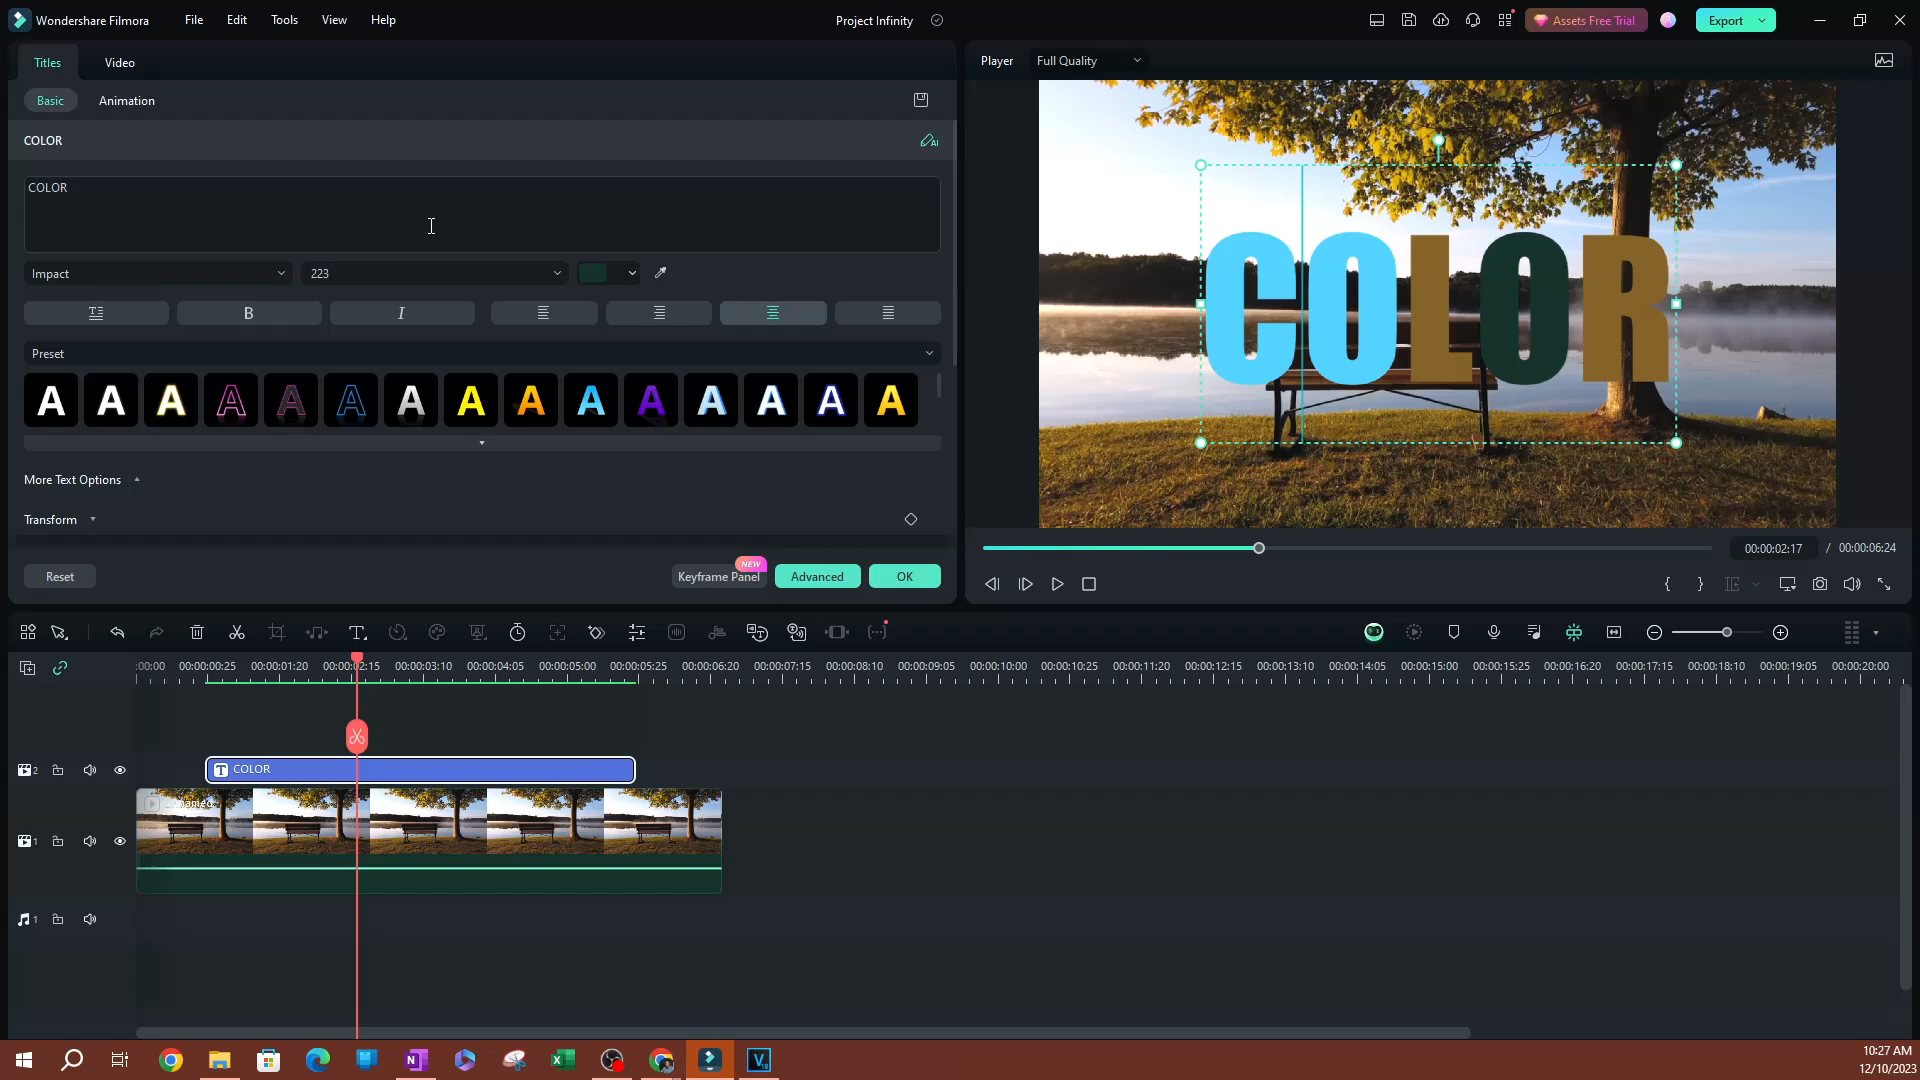 Wondershare Filmora
File
Edit
Tools
View
Help
Project Infinity
Assets Free Trial
Export
Titles
Video
Player
Full Quality
Basic
Animation
COLOR
AI
COLOR
Impact
223
B
I
Preset
A A A A A A A A A A A A A A A
More Text Options
Transform
NEW
Reset
Keyframe Panel
Advanced
OK
COLOR
00:00:02:17 / 00:00:06:24
:00:00 00:00:00:25 00:00:01:20 00:00:02:15 00:00:03:10 00:00:04:05 00:00:05:00 00:00:05:25 00:00:06:20 00:00:07:15 00:00:08:10 00:00:09:05 00:00:10:00 00:00:10:25 00:00:11:20 00:00:12:15 00:00:13:10 00:00:14:05 00:00:15:00 00:00:15:25 00:00:16:20 00:00:17:15 00:00:18:10 00:00:19:05 00:00:20:00
2
T COLOR
Unnamed
1
1
10:27 AM
12/10/2023